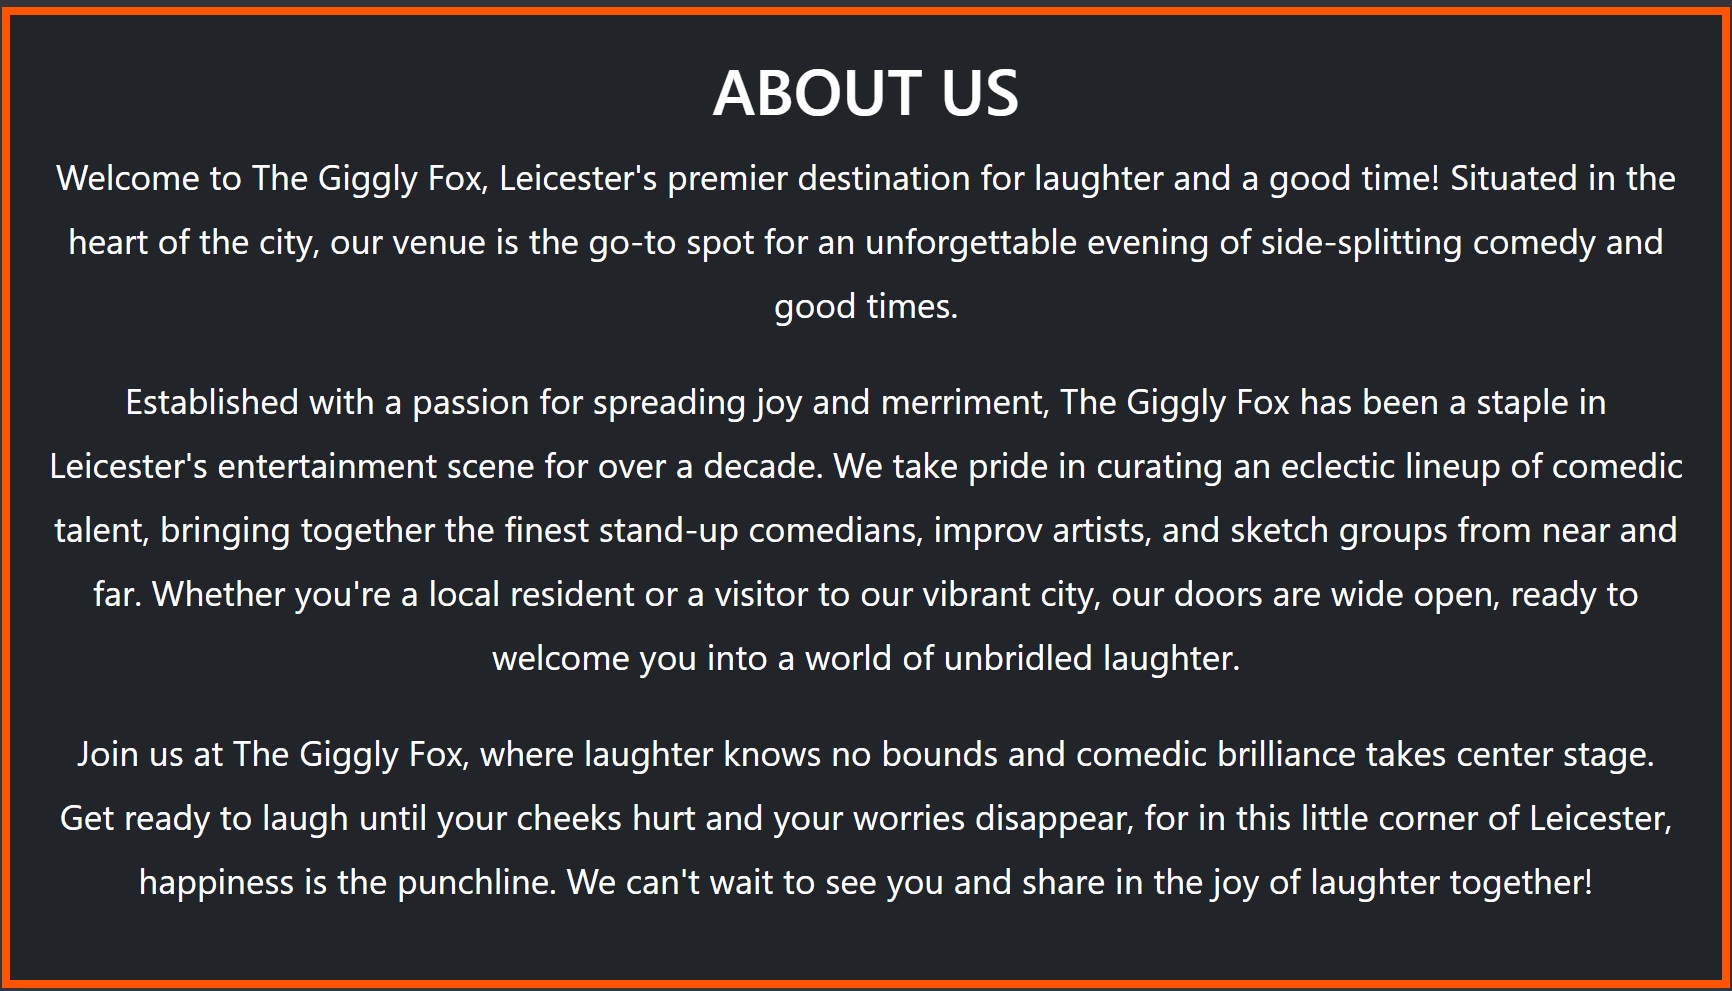 ABOUT US
Welcome to The Giggly Fox, Leicester's premier destination for laughter and a good time! Situated in the
heart of the city, our venue is the go-to spot for an unforgettable evening of side-splitting comedy and
good times.
Established with a passion for spreading joy and merriment, The Giggly Fox has been a staple in
Leicester's entertainment scene for over a decade. We take pride in curating an eclectic lineup of comedic
talent, bringing together the finest stand-up comedians, improv artists, and sketch groups from near and
far. Whether you're a local resident or a visitor to our vibrant city, our doors are wide open, ready to
welcome you into a world of unbridled laughter.
Join us at The Giggly Fox, where laughter knows no bounds and comedic brilliance takes center stage.
Get ready to laugh until your cheeks hurt and your worries disappear, for in this little corner of Leicester,
happiness is the punchline. We can't wait to see you and share in the joy of laughter together!